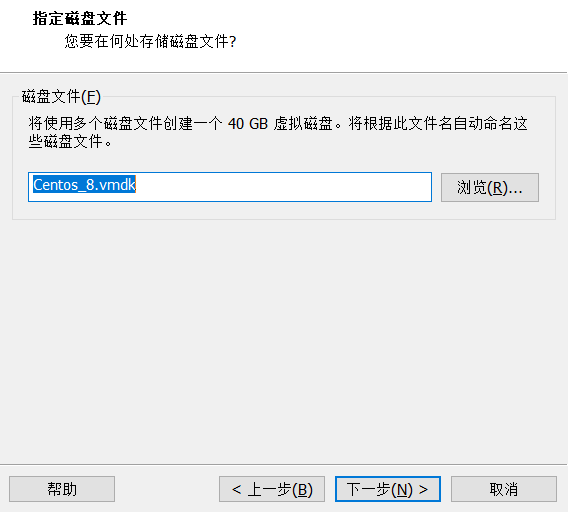 指定磁盘文件
您要在何处存储磁盘文件?
磁盘文件(F)
将使用多个磁盘文件创建一个 40 GB 虚拟磁盘。将根据此文件名自动命名这
些磁盘文件。
Centos_8.vmdk
浏览(R)...
帮助
< 上一步(B)
下一步(N) >
取消